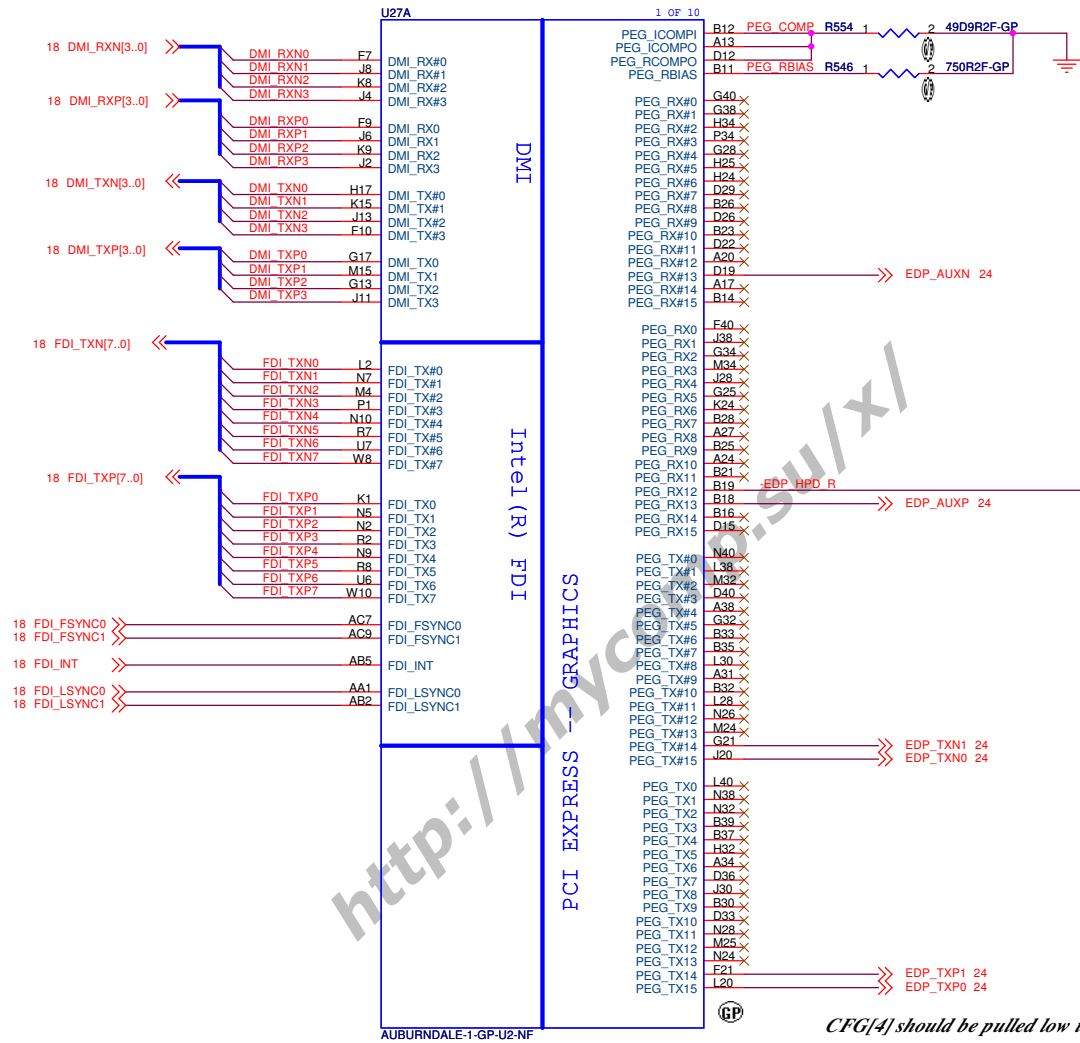 U27A
1 OF 10
18 DMI_RXN[3..0]
DMI_RXN0 F7 DMI_RX#0
DMI_RXN1 J8 DMI_RX#1
DMI_RXN2 K8 DMI_RX#2
DMI_RXN3 J4 DMI_RX#3
18 DMI_RXP[3..0]
DMI_RXP0 F9 DMI_RX0
DMI_RXP1 J6 DMI_RX1
DMI_RXP2 K9 DMI_RX2
DMI_RXP3 J2 DMI_RX3
18 DMI_TXN[3..0]
DMI_TXN0 H17 DMI_TX#0
DMI_TXN1 K15 DMI_TX#1
DMI_TXN2 J13 DMI_TX#2
DMI_TXN3 F10 DMI_TX#3
18 DMI_TXP[3..0]
DMI_TXP0 G17 DMI_TX0
DMI_TXP1 M15 DMI_TX1
DMI_TXP2 G13 DMI_TX2
DMI_TXP3 J11 DMI_TX3
DMI
18 FDI_TXN[7..0]
FDI_TXN0 L2 FDI_TX#0
FDI_TXN1 N7 FDI_TX#1
FDI_TXN2 M4 FDI_TX#2
FDI_TXN3 P1 FDI_TX#3
FDI_TXN4 N10 FDI_TX#4
FDI_TXN5 R7 FDI_TX#5
FDI_TXN6 U7 FDI_TX#6
FDI_TXN7 W8 FDI_TX#7
18 FDI_TXP[7..0]
FDI_TXP0 K1 FDI_TX0
FDI_TXP1 N5 FDI_TX1
FDI_TXP2 N2 FDI_TX2
FDI_TXP3 R2 FDI_TX3
FDI_TXP4 N9 FDI_TX4
FDI_TXP5 R8 FDI_TX5
FDI_TXP6 U6 FDI_TX6
FDI_TXP7 W10 FDI_TX7
18 FDI_FSYNC0 AC7 FDI_FSYNC0
18 FDI_FSYNC1 AC9 FDI_FSYNC1
18 FDI_INT AB5 FDI_INT
18 FDI_LSYNC0 AA1 FDI_LSYNC0
18 FDI_LSYNC1 AB2 FDI_LSYNC1
Intel(R) FDI
PCI EXPRESS -- GRAPHICS
PEG_ICOMPI B12 PEG_COMP R554 1 2 49D9R2F-GP
PEG_ICOMPO A13
PEG_RCOMPO D12
PEG_RBIAS B11 PEG_RBIAS R546 1 2 750R2F-GP
PEG_RX#0 G40
PEG_RX#1 G38
PEG_RX#2 H34
PEG_RX#3 P34
PEG_RX#4 G28
PEG_RX#5 H25
PEG_RX#6 H24
PEG_RX#7 D29
PEG_RX#8 B26
PEG_RX#9 D26
PEG_RX#10 B23
PEG_RX#11 D22
PEG_RX#12 A20
PEG_RX#13 D19 EDP_AUXN 24
PEG_RX#14 A17
PEG_RX#15 B14
PEG_RX0 F40
PEG_RX1 J38
PEG_RX2 G34
PEG_RX3 M34
PEG_RX4 J28
PEG_RX5 G25
PEG_RX6 K24
PEG_RX7 B28
PEG_RX8 A27
PEG_RX9 B25
PEG_RX10 A24
PEG_RX11 B21
PEG_RX12 B19 -EDP_HPD_R
PEG_RX13 B18 EDP_AUXP 24
PEG_RX14 B16
PEG_RX15 D15
PEG_TX#0 N40
PEG_TX#1 L38
PEG_TX#2 M32
PEG_TX#3 D40
PEG_TX#4 A38
PEG_TX#5 G32
PEG_TX#6 B33
PEG_TX#7 B35
PEG_TX#8 L30
PEG_TX#9 A31
PEG_TX#10 B32
PEG_TX#11 L28
PEG_TX#12 N26
PEG_TX#13 M24
PEG_TX#14 G21 EDP_TXN1 24
PEG_TX#15 J20 EDP_TXN0 24
PEG_TX0 L40
PEG_TX1 N38
PEG_TX2 N32
PEG_TX3 B39
PEG_TX4 B37
PEG_TX5 H32
PEG_TX6 A34
PEG_TX7 D36
PEG_TX8 J30
PEG_TX9 B30
PEG_TX10 D33
PEG_TX11 N28
PEG_TX12 M25
PEG_TX13 N24
PEG_TX14 F21 EDP_TXP1 24
PEG_TX15 L20 EDP_TXP0 24
GP
AUBURNDALE-1-GP-U2-NF
CFG[4] should be pulled low
http://mycomp.su/x/